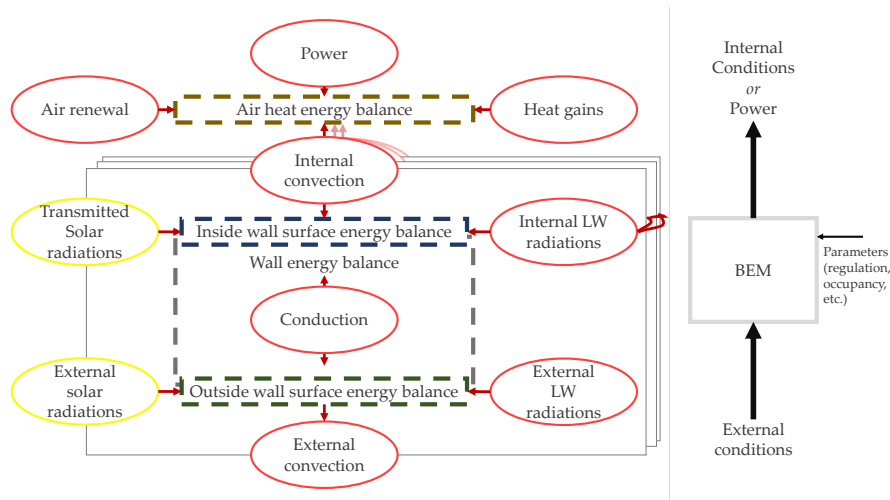 Power
Air renewal
Air heat energy balance
Heat gains
Internal
convection
Transmitted
Solar
radiations
Inside wall surface energy balance
Internal LW
radiations
Wall energy balance
Conduction
External
solar
radiations
Outside wall surface energy balance
External
LW
radiations
External
convection
Internal
Conditions
or
Power
BEM
Parameters
(regulation,
occupancy,
etc.)
External
conditions